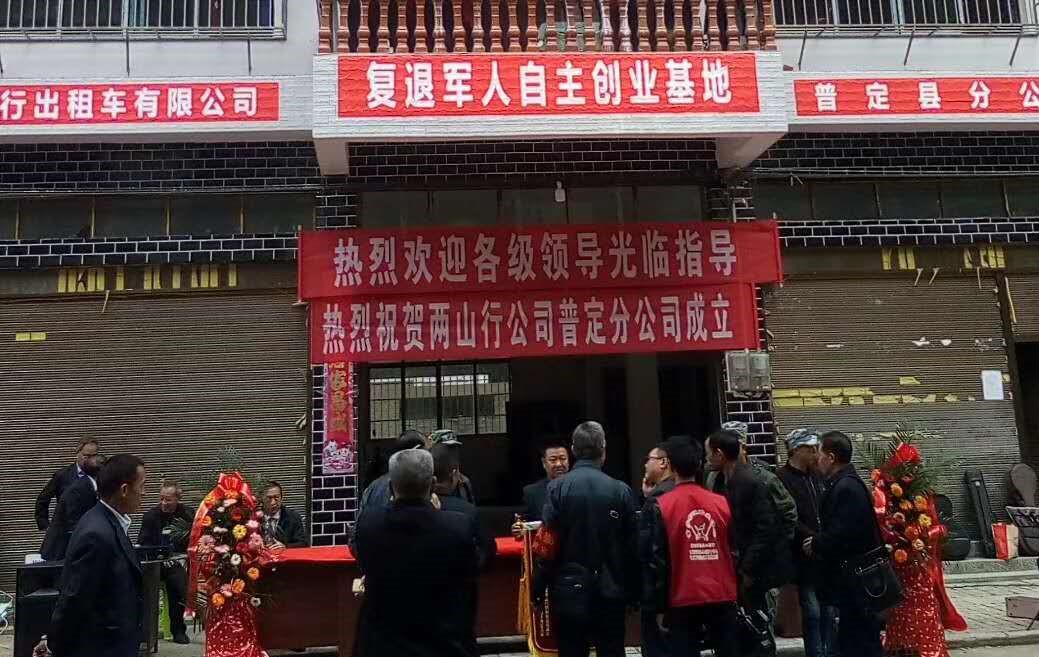 复退军人自主创业基地
行出租车有限公司
普定县分公
热烈欢迎各级领导光临指导
热烈祝贺两山行公司普定分公司成立